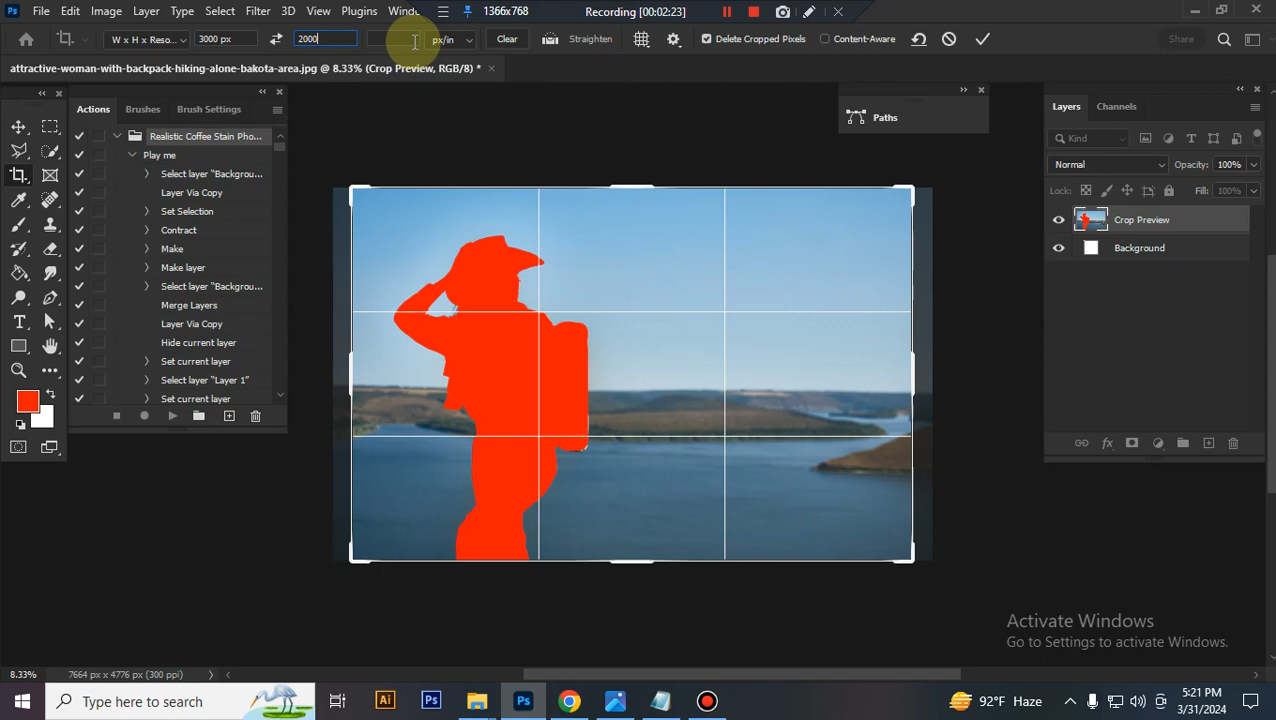 File Edit Image Layer Type Select Filter 3D View Plugins Wind
1366x768
Recording [00:02:23]
W x H x Reso...
3000 px
2000
px/in
Clear
Straighten
Delete Cropped Pixels
Content-Aware
Share
attractive-woman-with-backpack-hiking-alone-bakota-area.jpg @ 8.33% (Crop Preview, RGB/8) *
Actions
Brushes
Brush Settings
Realistic Coffee Stain Pho...
Play me
Select layer “Backgrou...
Layer Via Copy
Set Selection
Contract
Make
Make layer
Select layer “Backgrou...
Merge Layers
Layer Via Copy
Hide current layer
Set current layer
Select layer “Layer 1”
Set current layer
Paths
Layers
Channels
Kind
Normal
Opacity: 100%
Lock:
Fill: 100%
Crop Preview
Background
Activate Windows
Go to Settings to activate Windows.
8.33%
7664 px x 4776 px (300 ppi)
Type here to search
Ai
Ps
Ps
92°F Haze
3:21 PM
3/31/2024